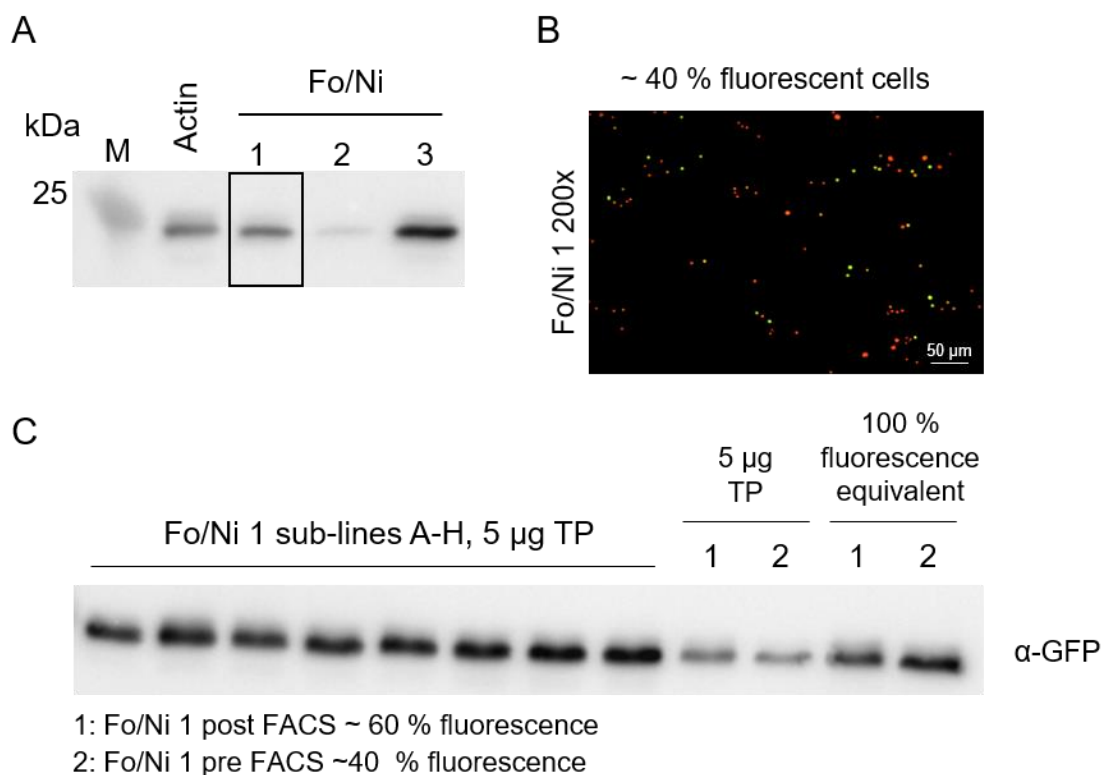 A
kDa
M
Actin
Fo/Ni
1 2 3
25
B
~ 40 % fluorescent cells
Fo/Ni 1 200x
50 µm
C
Fo/Ni 1 sub-lines A-H, 5 µg TP
5 µg
TP
100 %
fluorescence
equivalent
1 2 1 2
α-GFP
1: Fo/Ni 1 post FACS ~ 60 % fluorescence
2: Fo/Ni 1 pre FACS ~40 % fluorescence